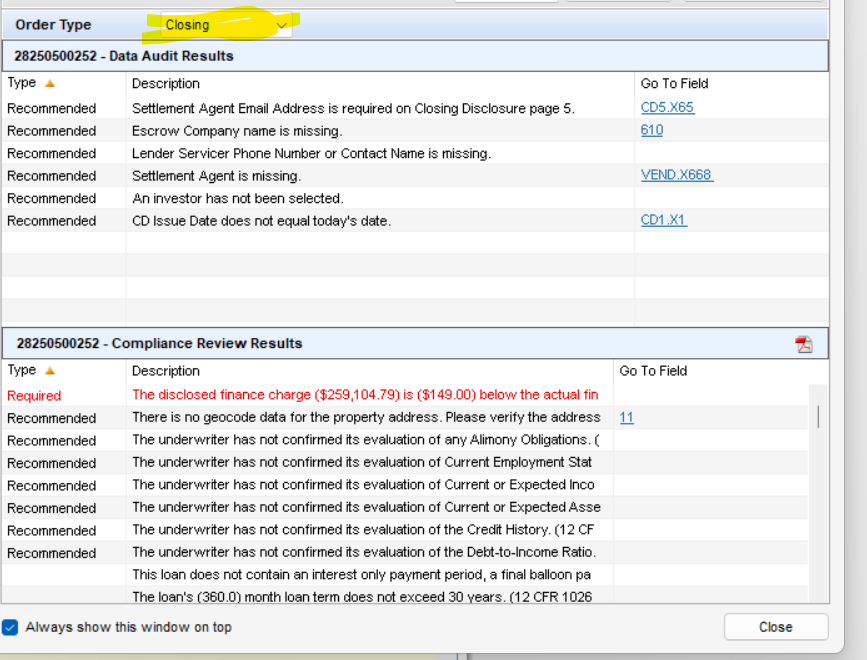 Order Type Closing
28250500252 - Data Audit Results
Type Description Go To Field
Recommended Settlement Agent Email Address is required on Closing Disclosure page 5. CD5.X65
Recommended Escrow Company name is missing. 610
Recommended Lender Servicer Phone Number or Contact Name is missing.
Recommended Settlement Agent is missing. VEND.X668
Recommended An investor has not been selected.
Recommended CD Issue Date does not equal today's date. CD1.X1
28250500252 - Compliance Review Results
Type Description Go To Field
Required The disclosed finance charge ($259,104.79) is ($149.00) below the actual fin
Recommended There is no geocode data for the property address. Please verify the address 11
Recommended The underwriter has not confirmed its evaluation of any Alimony Obligations. (
Recommended The underwriter has not confirmed its evaluation of Current Employment Stat
Recommended The underwriter has not confirmed its evaluation of Current or Expected Inco
Recommended The underwriter has not confirmed its evaluation of Current or Expected Asse
Recommended The underwriter has not confirmed its evaluation of the Credit History. (12 CF
Recommended The underwriter has not confirmed its evaluation of the Debt-to-Income Ratio.
This loan does not contain an interest only payment period, a final balloon pa
The loan's (360.0) month loan term does not exceed 30 years. (12 CFR 1026
Always show this window on top Close